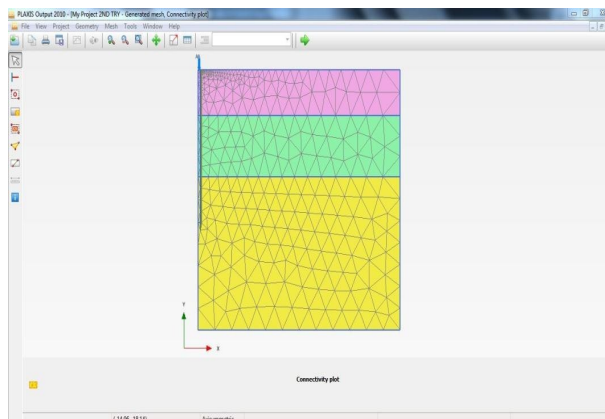 PLAXIS Output 2010 - [My Project 2ND TRY - Generated mesh, Connectivity plot]
File View Project Geometry Mesh Tools Window Help
Y
X
Connectivity plot